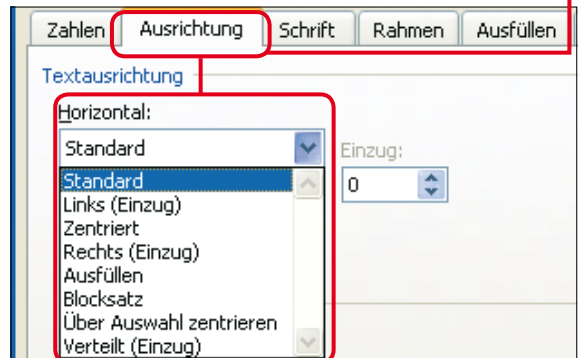 Zahlen Ausrichtung Schrift Rahmen Ausfüllen
Textausrichtung
Horizontal:
Standard Einzug:
Standard 0
Links (Einzug)
Zentriert
Rechts (Einzug)
Ausfüllen
Blocksatz
Über Auswahl zentrieren
Verteilt (Einzug)